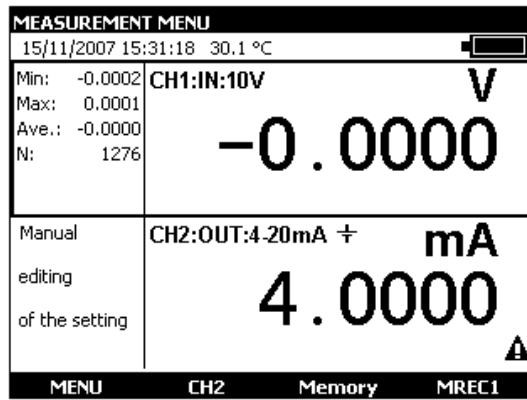 MEASUREMENT MENU
15/11/2007 15:31:18 30.1 °C
Min: -0.0002
Max: 0.0001
Ave.: -0.0000
N: 1276
CH1:IN:10V
V
-0.0000
Manual
editing
of the setting
CH2:OUT:4-20mA
mA
4.0000
MENU CH2 Memory MREC1